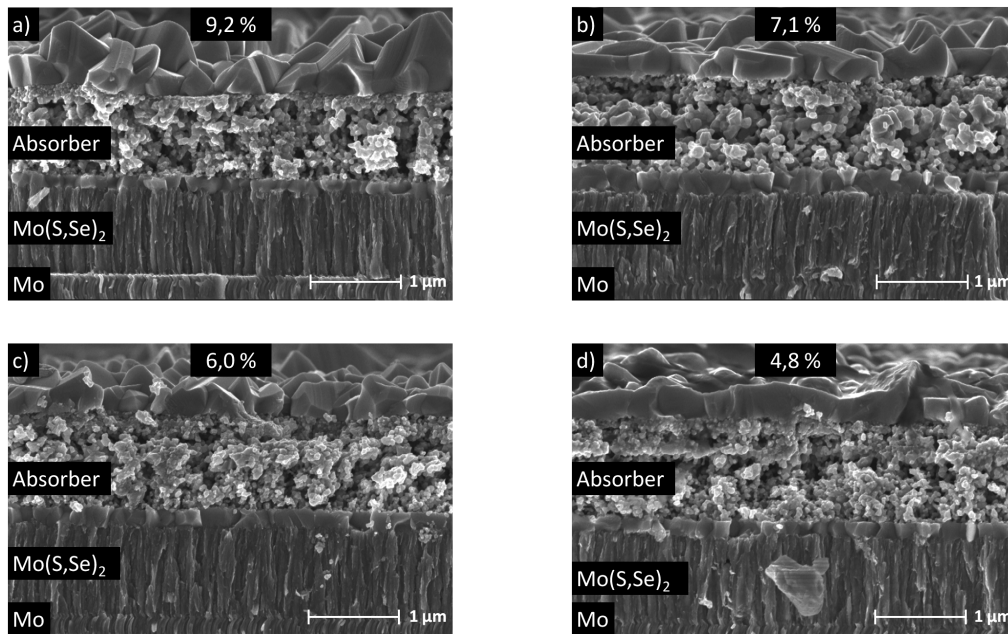 a)
9,2 %
Absorber
Mo(S,Se)₂
Mo
1 µm
b)
7,1 %
Absorber
Mo(S,Se)₂
Mo
1 µm
c)
6,0 %
Absorber
Mo(S,Se)₂
Mo
1 µm
d)
4,8 %
Absorber
Mo(S,Se)₂
Mo
1 µm